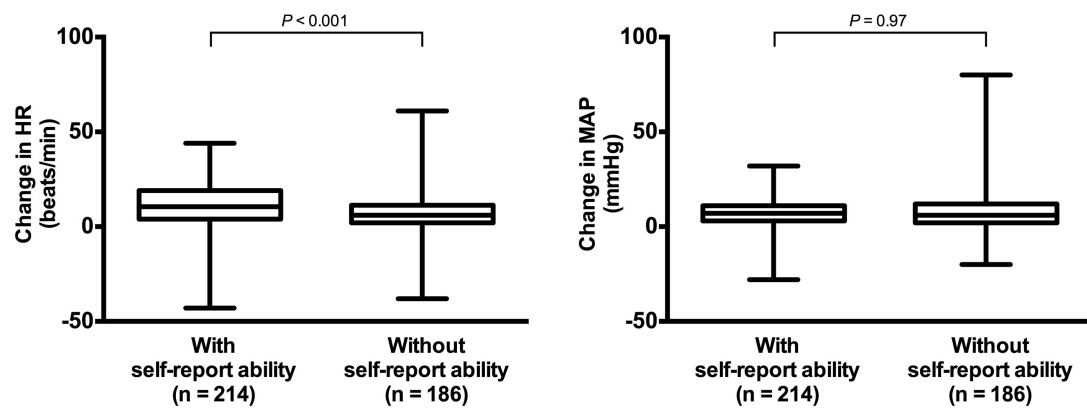 P < 0.001
100
50
0
-50
Change in HR
(beats/min)
With
self-report ability
(n = 214)
Without
self-report ability
(n = 186)
P = 0.97
100
50
0
-50
Change in MAP
(mmHg)
With
self-report ability
(n = 214)
Without
self-report ability
(n = 186)